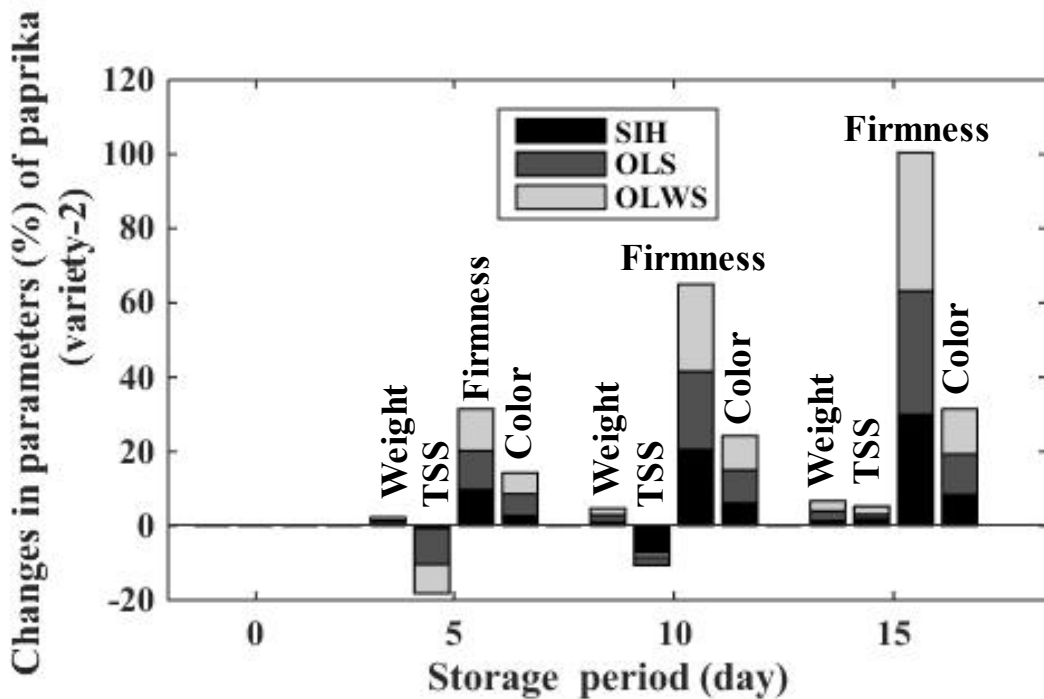 Changes in parameters (%) of paprika
(variety-2)
120
100
80
60
40
20
0
-20
SIH
OLS
OLWS
Weight
TSS
Firmness
Color
Weight
TSS
Firmness
Color
Weight
TSS
Firmness
Color
0
5
10
15
Storage period (day)